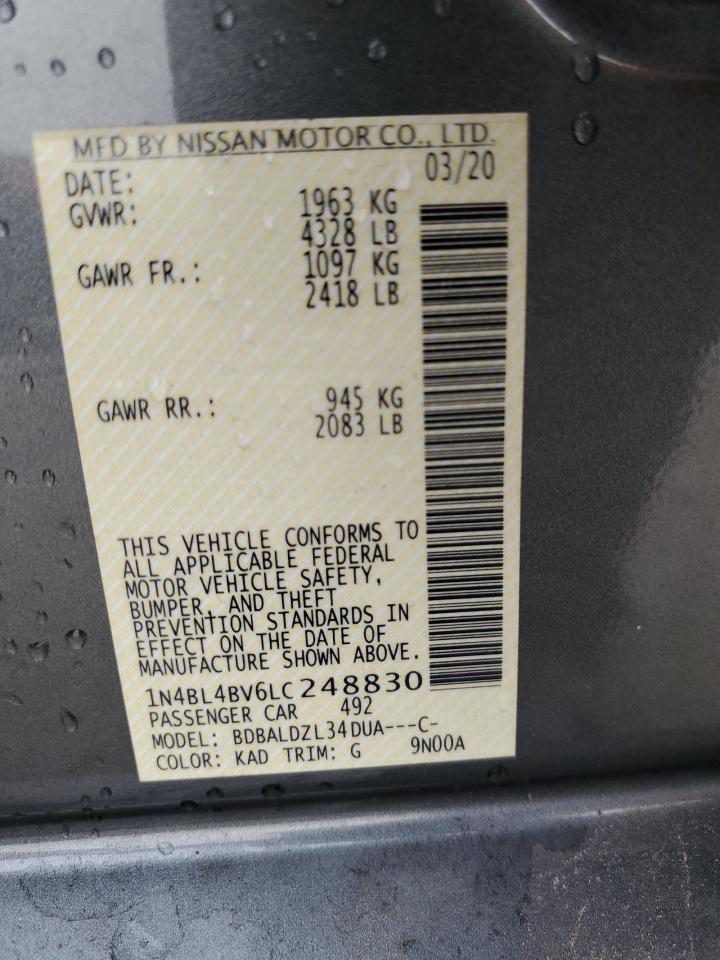 MFD BY NISSAN MOTOR CO., LTD.
DATE: 03/20
GVWR: 1963 KG
4328 LB
GAWR FR.: 1097 KG
2418 LB
GAWR RR.: 945 KG
2083 LB
THIS VEHICLE CONFORMS TO
ALL APPLICABLE FEDERAL
MOTOR VEHICLE SAFETY,
BUMPER, AND THEFT
PREVENTION STANDARDS IN
EFFECT ON THE DATE OF
MANUFACTURE SHOWN ABOVE.
1N4BL4BV6LC248830
PASSENGER CAR 492
MODEL: BDBALDZL34DUA---C-
COLOR: KAD TRIM: G 9N00A